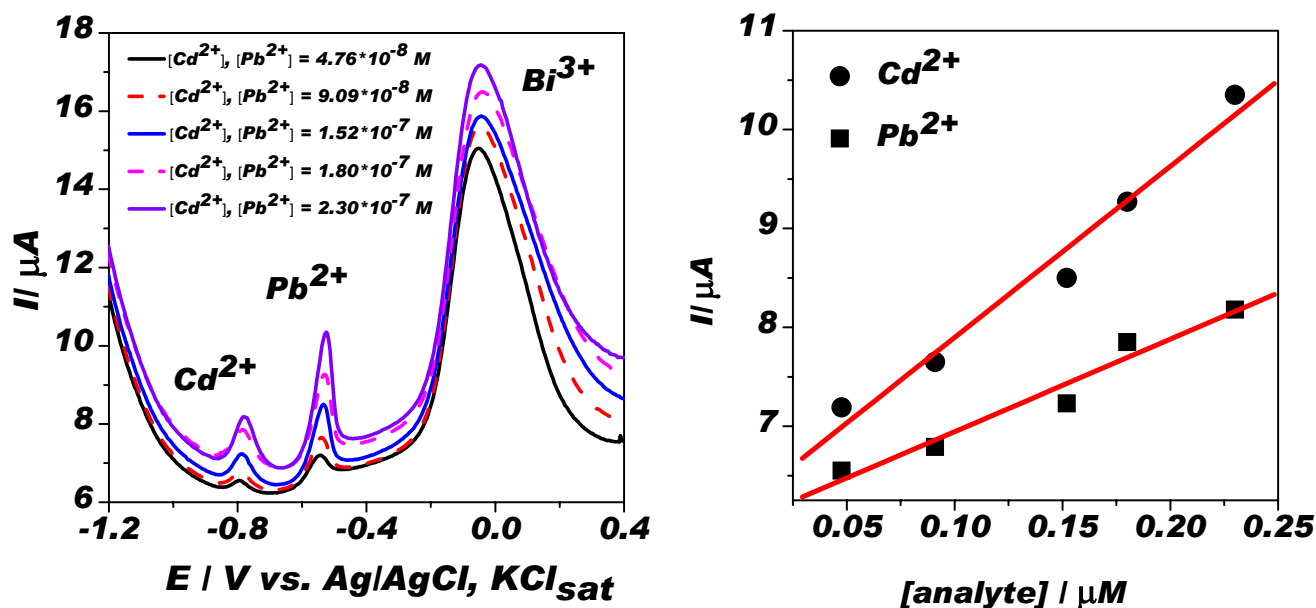 18
16
14
12
10
8
6
I/ μA
[Cd²⁺], [Pb²⁺] = 4.76*10⁻⁸ M
[Cd²⁺], [Pb²⁺] = 9.09*10⁻⁸ M
[Cd²⁺], [Pb²⁺] = 1.52*10⁻⁷ M
[Cd²⁺], [Pb²⁺] = 1.80*10⁻⁷ M
[Cd²⁺], [Pb²⁺] = 2.30*10⁻⁷ M
Bi³⁺
Pb²⁺
Cd²⁺
-1.2 -0.8 -0.4 0.0 0.4
E / V vs. Ag/AgCl, KCl_sat
11
10
9
8
7
I/ μA
Cd²⁺
Pb²⁺
0.05 0.10 0.15 0.20 0.25
[analyte] / μM